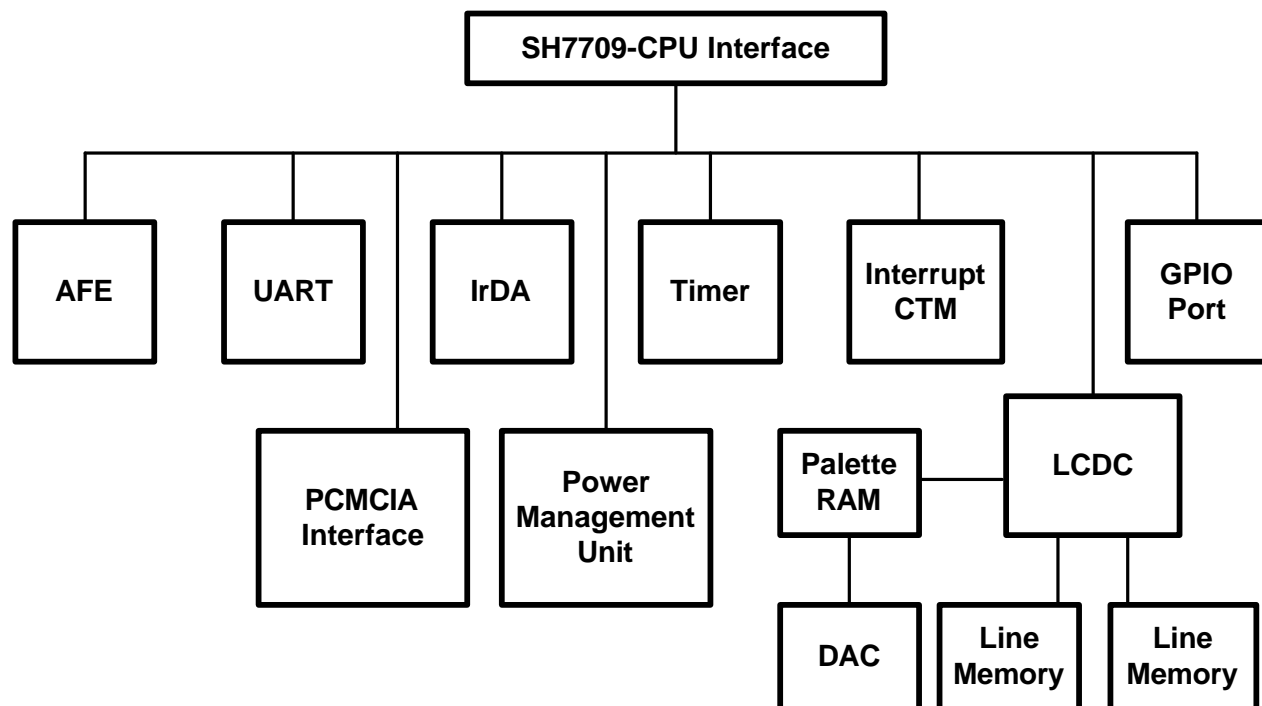 SH7709-CPU Interface
AFE
UART
IrDA
Timer
Interrupt
CTM
GPIO
Port
PCMCIA
Interface
Power
Management
Unit
Palette
RAM
LCDC
DAC
Line
Memory
Line
Memory